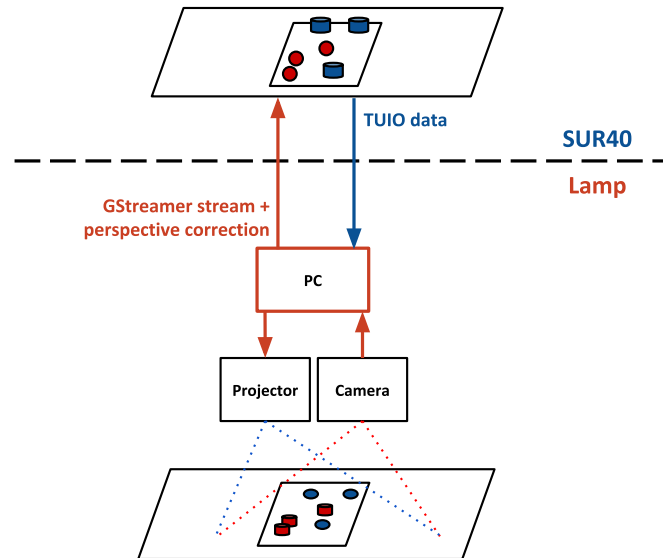 TUIO data
SUR40
Lamp
GStreamer stream +
perspective correction
PC
Projector
Camera